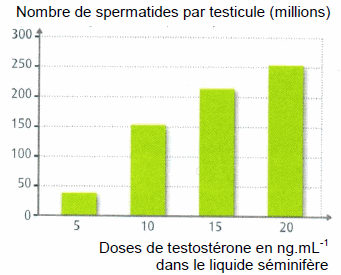 Nombre de spermatides par testicule (millions)
300
250
200
150
100
50
0
5 10 15 20
Doses de testostérone en ng.mL-1
dans le liquide séminifère